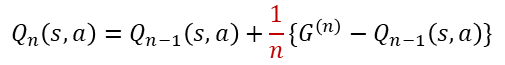 Qₙ(s, a) = Qₙ₋₁(s, a) + 1/n {G⁽ⁿ⁾ − Qₙ₋₁(s, a)}